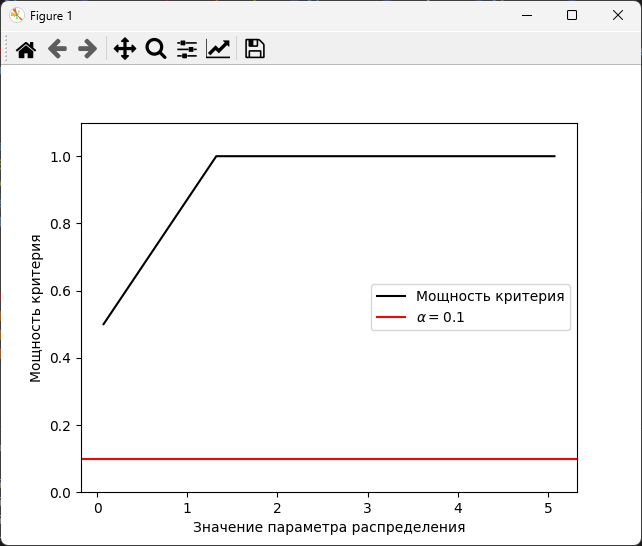 Figure 1
1.0
0.8
0.6
0.4
0.2
0.0
Мощность критерия
Мощность критерия
α = 0.1
0 1 2 3 4 5
Значение параметра распределения